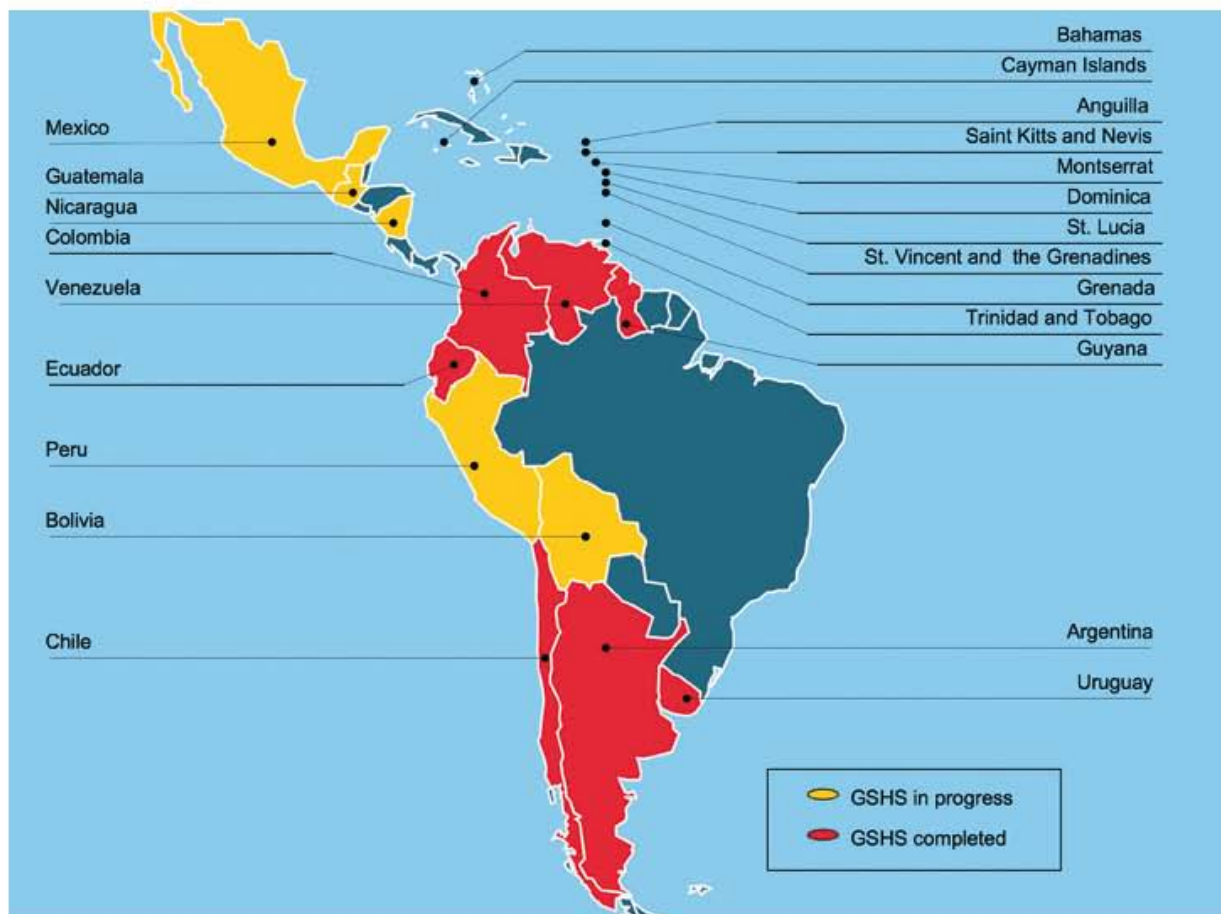 Bahamas
Cayman Islands
Anguilla
Mexico
Saint Kitts and Nevis
Montserrat
Guatemala
Dominica
Nicaragua
St. Lucia
Colombia
St. Vincent and the Grenadines
Venezuela
Grenada
Trinidad and Tobago
Guyana
Ecuador
Peru
Bolivia
Chile
Argentina
Uruguay
GSHS in progress
GSHS completed